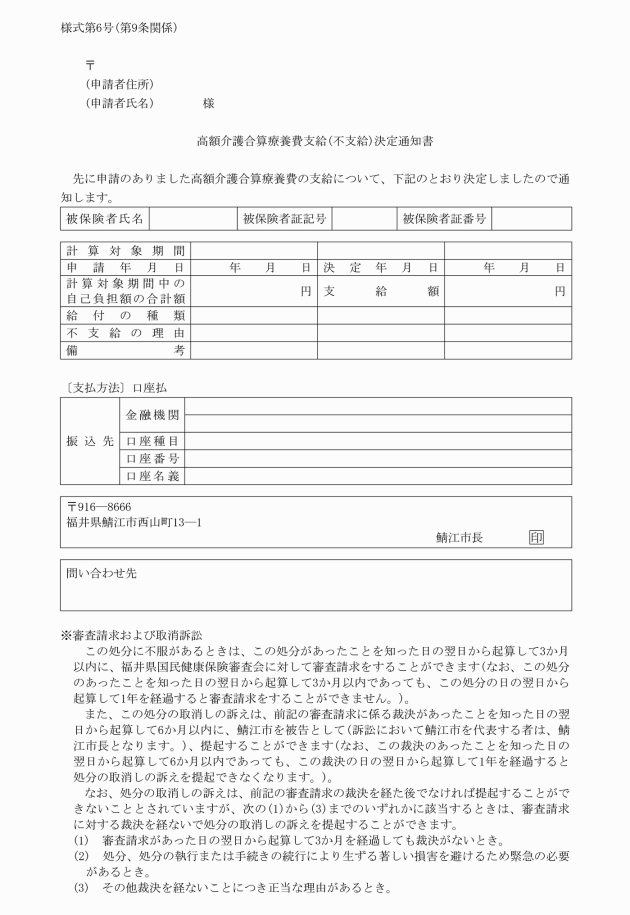 様式第6号(第9条関係)
〒
(申請者住所)
(申請者氏名)　　　　様
高額介護合算療養費支給(不支給)決定通知書
　先に申請のありました高額介護合算療養費の支給について、下記のとおり決定しましたので通
知します。
被保険者氏名　被保険者証記号　被保険者証番号
計算対象期間
申請年月日　年　月　日　決定年月日　年　月　日
計算対象期間中の
自己負担額の合計額　円　支給額　円
給付の種類
不支給の理由
備考
〔支払方法〕口座払
振込先
金融機関
口座種目
口座番号
口座名義
〒916―8666
福井県鯖江市西山町13―1
鯖江市長　印
問い合わせ先
※審査請求および取消訴訟
　この処分に不服があるときは、この処分があったことを知った日の翌日から起算して3か月
以内に、福井県国民健康保険審査会に対して審査請求をすることができます(なお、この処分
のあったことを知った日の翌日から起算して3か月以内であっても、この処分の日の翌日から
起算して1年を経過すると審査請求をすることができません。)。
　また、この処分の取消しの訴えは、前記の審査請求に係る裁決があったことを知った日の翌
日から起算して6か月以内に、鯖江市を被告として(訴訟において鯖江市を代表する者は、鯖
江市長となります。)、提起することができます(なお、この裁決のあったことを知った日の
翌日から起算して6か月以内であっても、この裁決の日の翌日から起算して1年を経過すると
処分の取消しの訴えを提起できなくなります。)。
　なお、処分の取消しの訴えは、前記の審査請求の裁決を経た後でなければ提起することがで
きないこととされていますが、次の(1)から(3)までのいずれかに該当するときは、審査請求
に対する裁決を経ないで処分の取消しの訴えを提起することができます。
(1)　審査請求があった日の翌日から起算して3か月を経過しても裁決がないとき。
(2)　処分、処分の執行または手続きの続行により生ずる著しい損害を避けるため緊急の必要
があるとき。
(3)　その他裁決を経ないことにつき正当な理由があるとき。